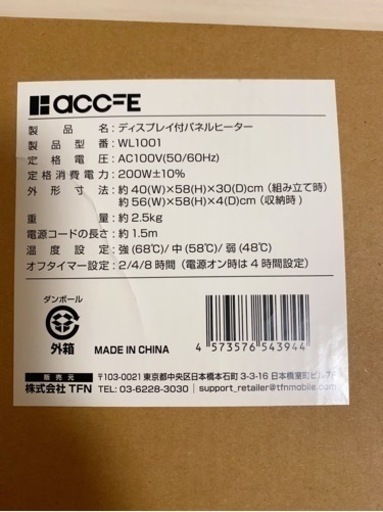 acc=E
製品名：ディスプレイ付パネルヒーター
製品型番：WL1001
定格電圧：AC100V(50/60Hz)
定格消費電力：200W±10%
外形寸法：約40(W)×58(H)×30(D)cm（組み立て時）
約56(W)×58(H)×4(D)cm（収納時）
重量：約2.5kg
電源コードの長さ：約1.5m
温度設定：強(68℃)/中(58℃)/弱(48℃)
オフタイマー設定：2/4/8時間（電源オン時は4時間設定）
ダンボール
外箱
MADE IN CHINA
4 573576 543944
販売元
株式会社TFN
〒103-0021 東京都中央区日本橋本石町3-3-16 日本橋室町ビル7F
TEL: 03-6228-3030 | support_retailer@tfnmobile.com